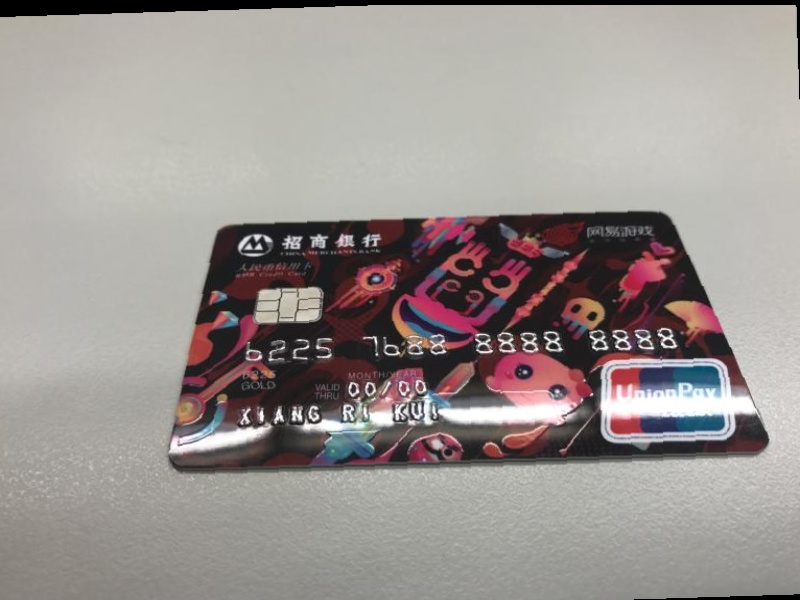 招商银行
CHINA MERCHANTS BANK
网易游戏
人民币信用卡
RMB Credit Card
6225 7688 8888 8888
6225
GOLD
MONTH/YEAR
VALID THRU 00/00
XIANG RI KUI
UnionPay